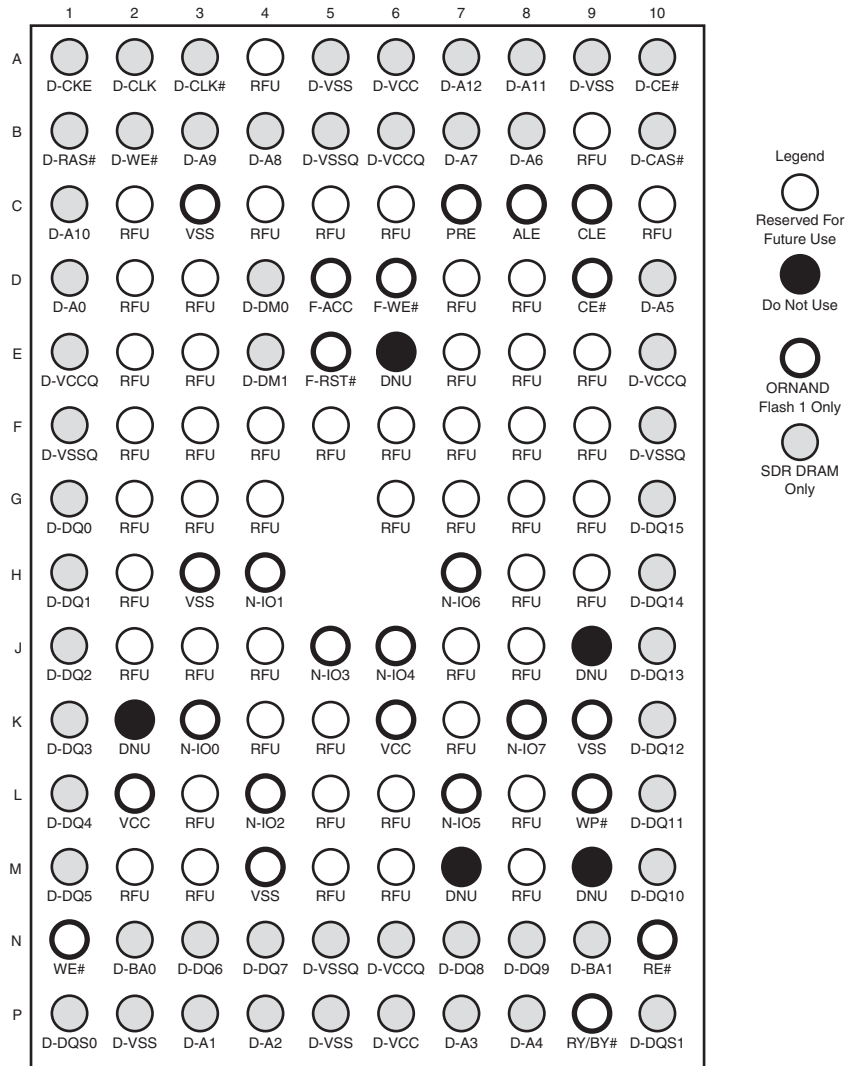 1 2 3 4 5 6 7 8 9 10
A
D-CKE D-CLK D-CLK# RFU D-VSS D-VCC D-A12 D-A11 D-VSS D-CE#
B
D-RAS# D-WE# D-A9 D-A8 D-VSSQ D-VCCQ D-A7 D-A6 RFU D-CAS#
C
D-A10 RFU VSS RFU RFU RFU PRE ALE CLE RFU
D
D-A0 RFU RFU D-DM0 F-ACC F-WE# RFU RFU CE# D-A5
E
D-VCCQ RFU RFU D-DM1 F-RST# DNU RFU RFU RFU D-VCCQ
F
D-VSSQ RFU RFU RFU RFU RFU RFU RFU RFU D-VSSQ
G
D-DQ0 RFU RFU RFU RFU RFU RFU RFU D-DQ15
H
D-DQ1 RFU VSS N-IO1 N-IO6 RFU RFU D-DQ14
J
D-DQ2 RFU RFU RFU N-IO3 N-IO4 RFU RFU DNU D-DQ13
K
D-DQ3 DNU N-IO0 RFU RFU VCC RFU N-IO7 VSS D-DQ12
L
D-DQ4 VCC RFU N-IO2 RFU RFU N-IO5 RFU WP# D-DQ11
M
D-DQ5 RFU RFU VSS RFU RFU DNU RFU DNU D-DQ10
N
WE# D-BA0 D-DQ6 D-DQ7 D-VSSQ D-VCCQ D-DQ8 D-DQ9 D-BA1 RE#
P
D-DQS0 D-VSS D-A1 D-A2 D-VSS D-VCC D-A3 D-A4 RY/BY# D-DQS1
Legend
Reserved For
Future Use
Do Not Use
ORNAND
Flash 1 Only
SDR DRAM
Only